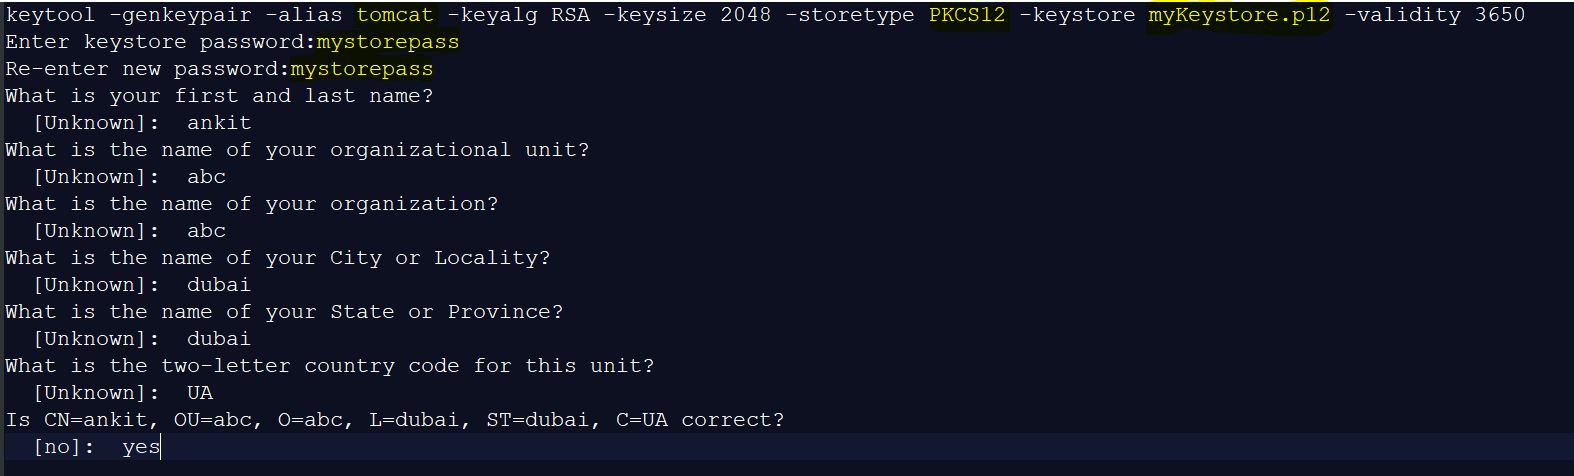 keytool -genkeypair -alias tomcat -keyalg RSA -keysize 2048 -storetype PKCS12 -keystore myKeystore.p12 -validity 3650
Enter keystore password:mystorepass
Re-enter new password:mystorepass
What is your first and last name?
  [Unknown]:  ankit
What is the name of your organizational unit?
  [Unknown]:  abc
What is the name of your organization?
  [Unknown]:  abc
What is the name of your City or Locality?
  [Unknown]:  dubai
What is the name of your State or Province?
  [Unknown]:  dubai
What is the two-letter country code for this unit?
  [Unknown]:  UA
Is CN=ankit, OU=abc, O=abc, L=dubai, ST=dubai, C=UA correct?
  [no]:  yes